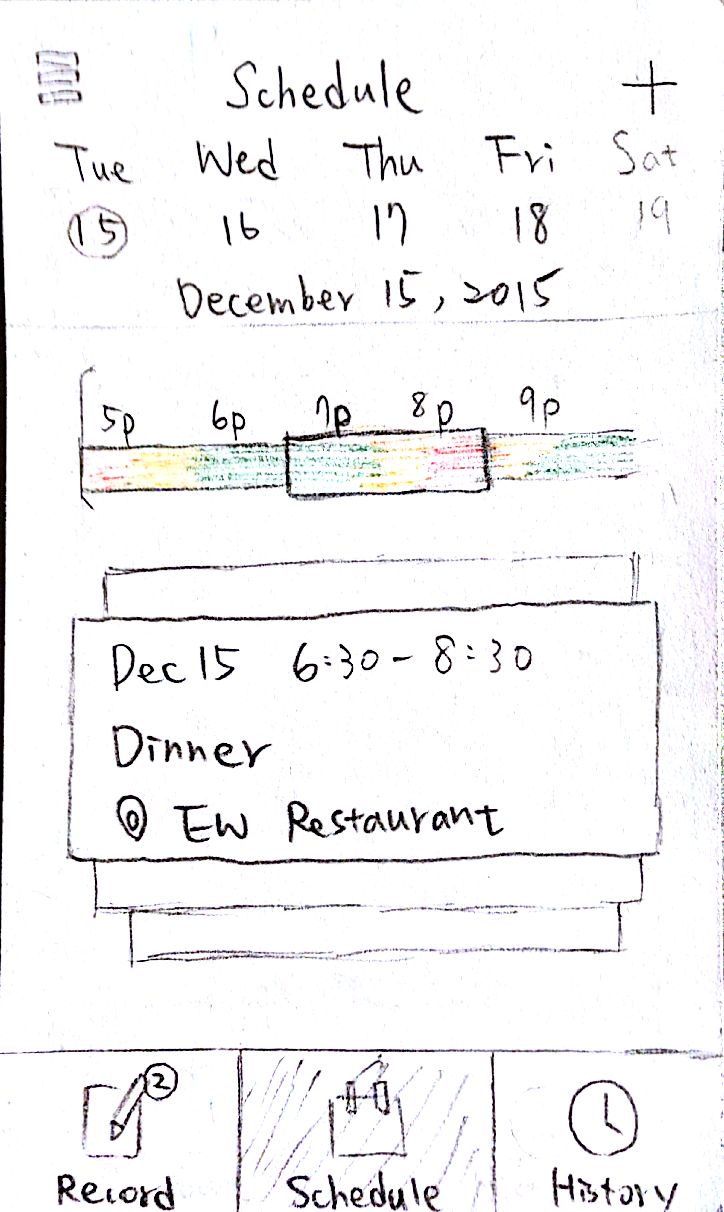 Schedule +
Tue Wed Thu Fri Sat
15 16 17 18 19
December 15, 2015
5p 6p 7p 8p 9p
Dec 15 6:30 - 8:30
Dinner
EW Restaurant
2
Record Schedule History